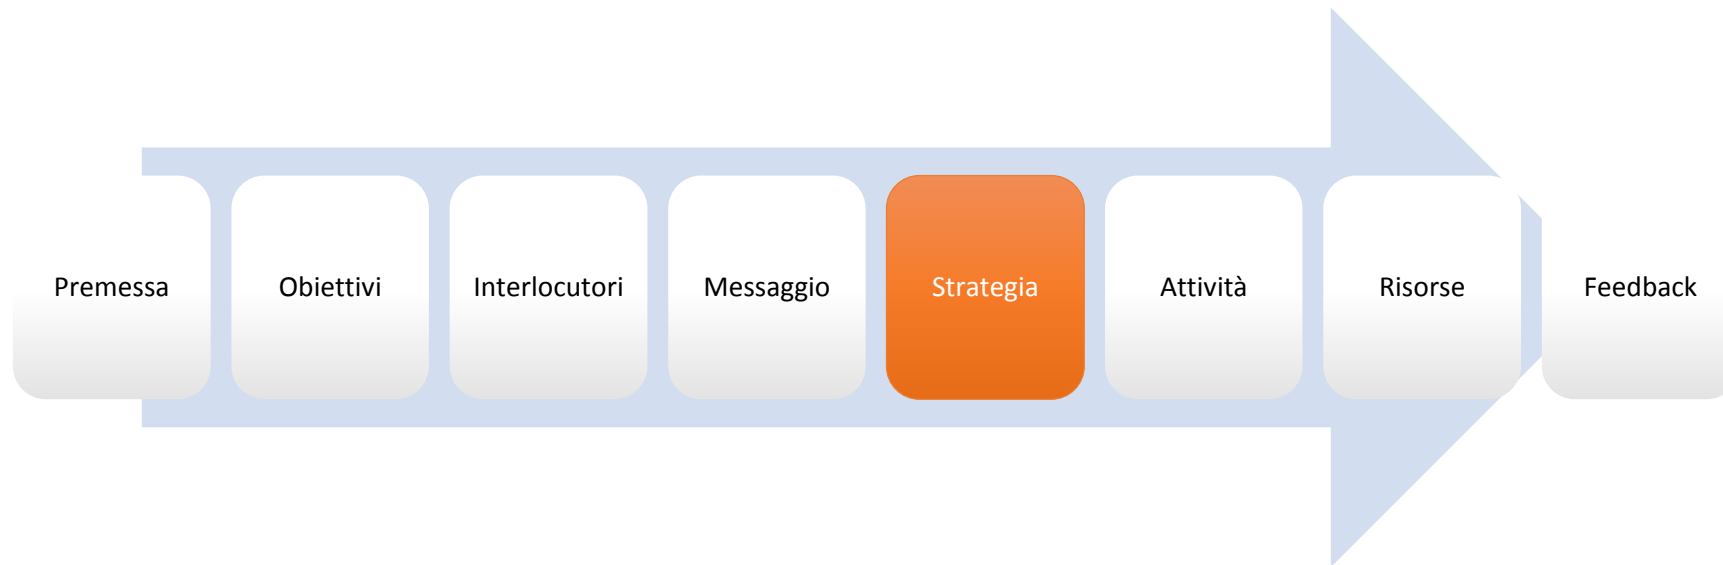 Premessa
Obiettivi
Interlocutori
Messaggio
Strategia
Attività
Risorse
Feedback